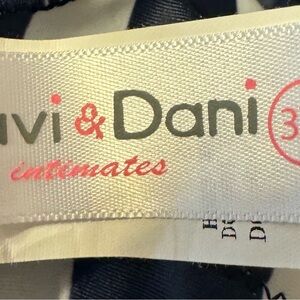 avi & Dani
3
intimates